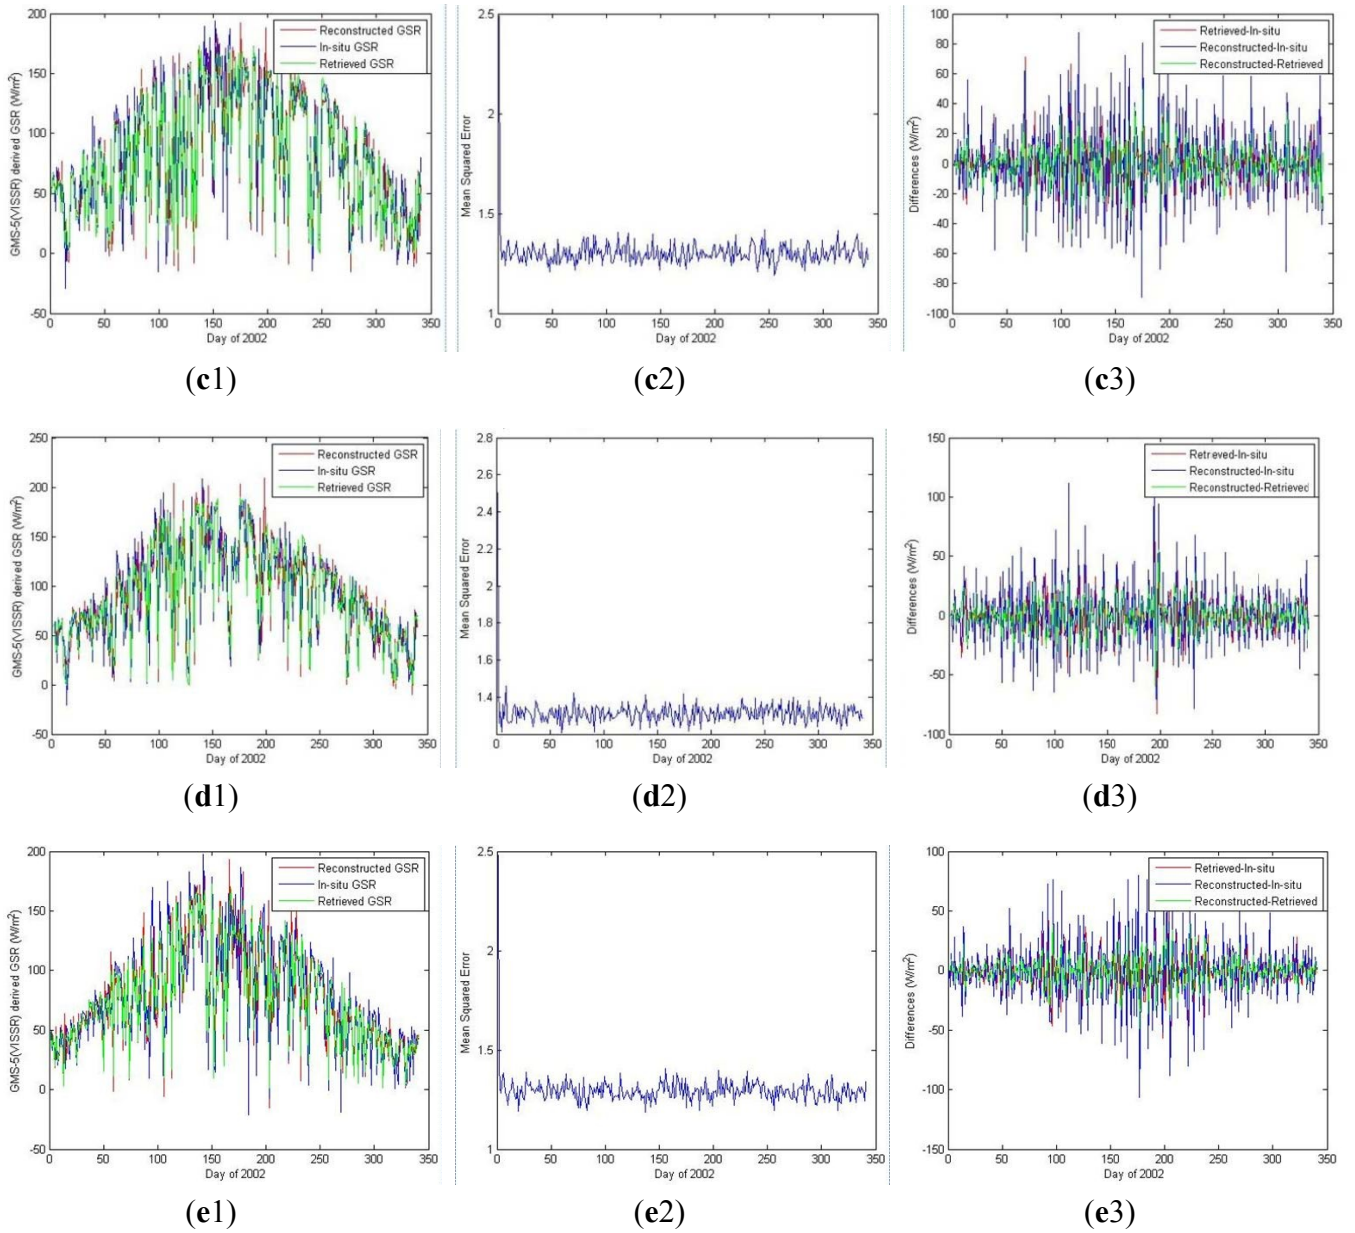 200
150
100
50
0
-50
0 50 100 150 200 250 300 350
GMS-5(VISSR) derived GSR (W/m²)
Day of 2002
Reconstructed GSR
In-situ GSR
Retrieved GSR
(c1)
2.5
2
1.5
1
0 50 100 150 200 250 300 350
Mean Squared Error
Day of 2002
(c2)
100
80
60
40
20
0
-20
-40
-60
-80
-100
0 50 100 150 200 250 300 350
Differences (W/m²)
Day of 2002
Retrieved-In-situ
Reconstructed-In-situ
Reconstructed-Retrieved
(c3)
250
200
150
100
50
0
-50
0 50 100 150 200 250 300 350
GMS-5(VISSR) derived GSR (W/m²)
Day of 2002
Reconstructed GSR
In-situ GSR
Retrieved GSR
(d1)
2.8
2.6
2.4
2.2
2
1.8
1.6
1.4
0 50 100 150 200 250 300 350
Mean Squared Error
Day of 2002
(d2)
150
100
50
0
-50
-100
0 50 100 150 200 250 300 350
Differences (W/m²)
Day of 2002
Retrieved-In-situ
Reconstructed-In-situ
Reconstructed-Retrieved
(d3)
200
150
100
50
0
-50
0 50 100 150 200 250 300 350
GMS-5(VISSR) derived GSR (W/m²)
Day of 2002
Reconstructed GSR
In-situ GSR
Retrieved GSR
(e1)
2.5
2
1.5
1
0 50 100 150 200 250 300 350
Mean Squared Error
Day of 2002
(e2)
100
50
0
-50
-100
-150
0 50 100 150 200 250 300 350
Differences (W/m²)
Day of 2002
Retrieved-In-situ
Reconstructed-In-situ
Reconstructed-Retrieved
(e3)